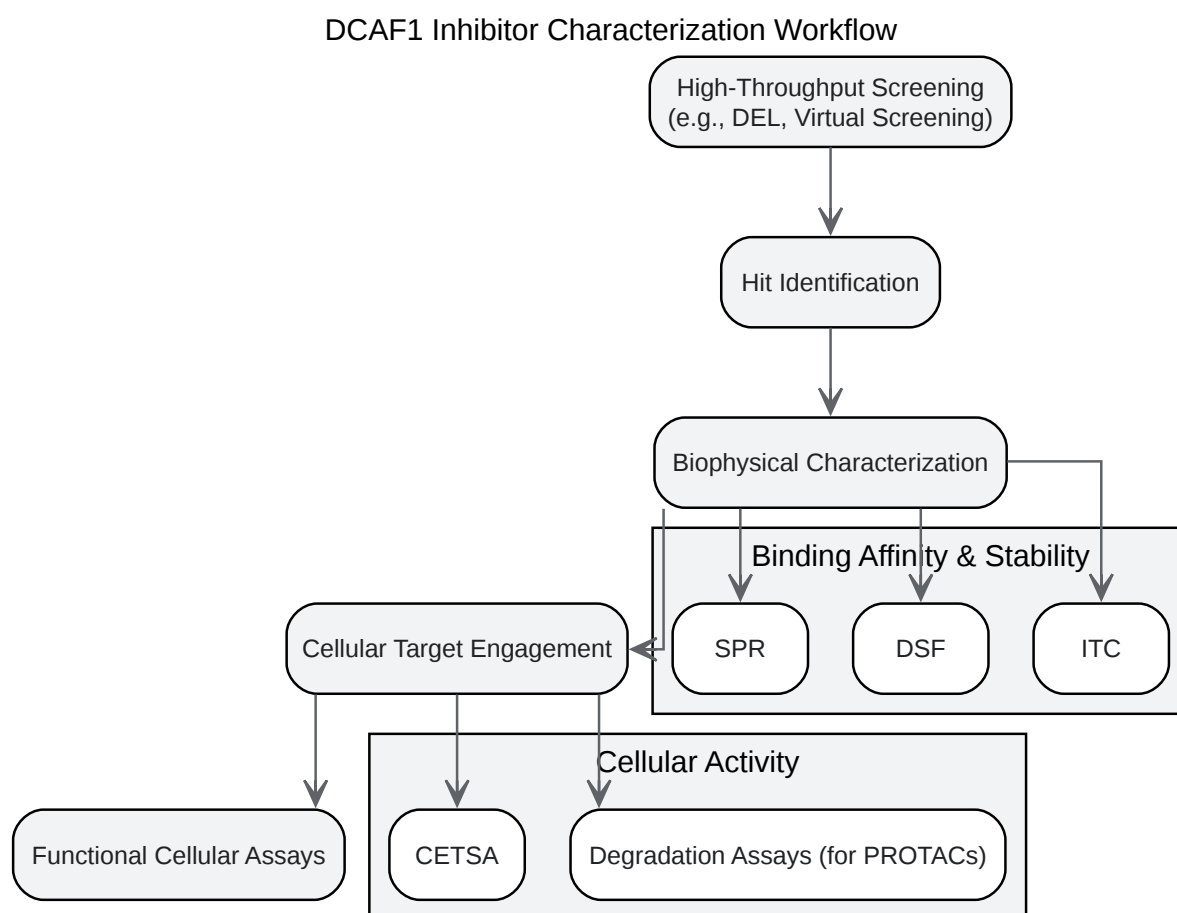 DCAF1 Inhibitor Characterization Workflow
High-Throughput Screening
(e.g., DEL, Virtual Screening)
Hit Identification
Biophysical Characterization
Binding Affinity & Stability
Cellular Target Engagement
SPR
DSF
ITC
Cellular Activity
Functional Cellular Assays
CETSA
Degradation Assays (for PROTACs)